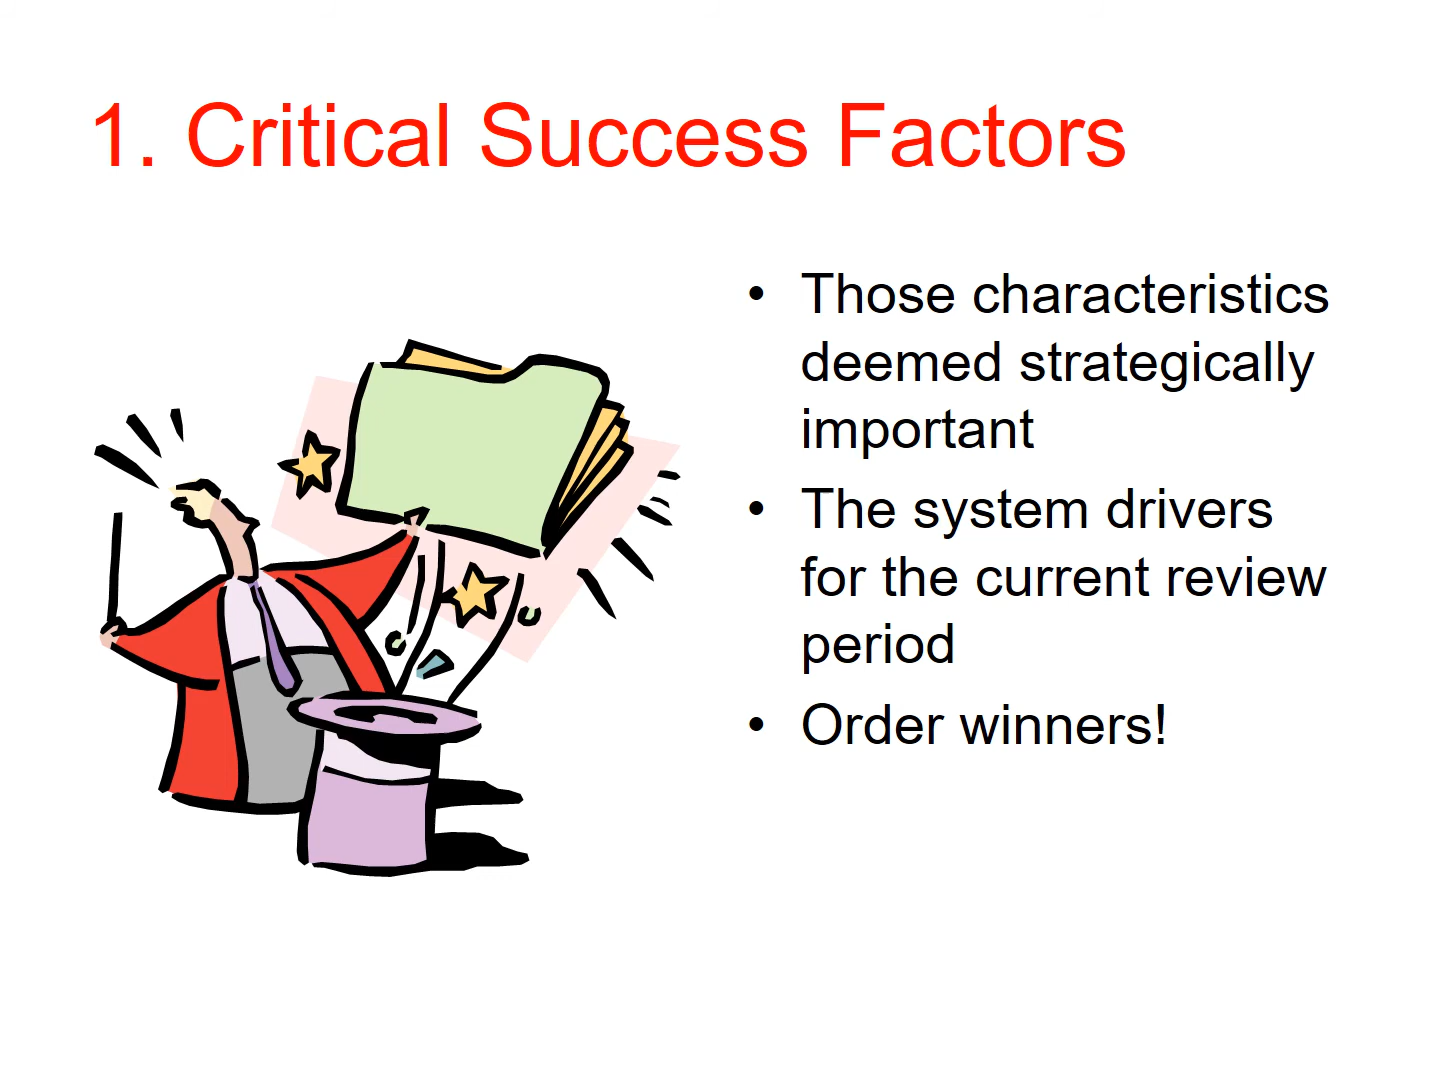 1. Critical Success Factors
• Those characteristics
deemed strategically
important
• The system drivers
for the current review
period
• Order winners!